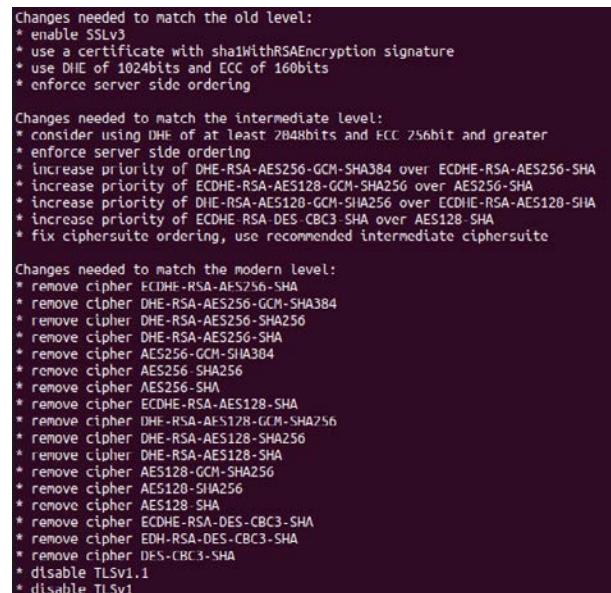 Changes needed to match the old level:
* enable SSLv3
* use a certificate with sha1WithRSAEncryption signature
* use DHE of 1024bits and ECC of 160bits
* enforce server side ordering
Changes needed to match the intermediate level:
* consider using DHE of at least 2048bits and ECC 256bit and greater
* enforce server side ordering
* increase priority of DHE-RSA-AES256-GCM-SHA384 over ECDHE-RSA-AES256-SHA
* increase priority of ECDHE-RSA-AES128-GCM-SHA256 over AES256-SHA
* increase priority of DHE-RSA-AES128-GCM-SHA256 over ECDHE-RSA-AES128-SHA
* increase priority of ECDHE-RSA-DES-CBC3-SHA over AES128-SHA
* fix ciphersuite ordering, use recommended intermediate ciphersuite
Changes needed to match the modern level:
* remove cipher ECDHE-RSA-AES256-SHA
* remove cipher DHE-RSA-AES256-GCM-SHA384
* remove cipher DHE-RSA-AES256-SHA256
* remove cipher DHE-RSA-AES256-SHA
* remove cipher AES256-GCM-SHA384
* remove cipher AES256-SHA256
* remove cipher AES256-SHA
* remove cipher ECDHE-RSA-AES128-SHA
* remove cipher DHE-RSA-AES128-GCM-SHA256
* remove cipher DHE-RSA-AES128-SHA256
* remove cipher DHE-RSA-AES128-SHA
* remove cipher AES128-GCM-SHA256
* remove cipher AES128-SHA256
* remove cipher AES128-SHA
* remove cipher ECDHE-RSA-DES-CBC3-SHA
* remove cipher EDH-RSA-DES-CBC3-SHA
* remove cipher DES-CBC3-SHA
* disable TLSv1.1
* disable TLSv1